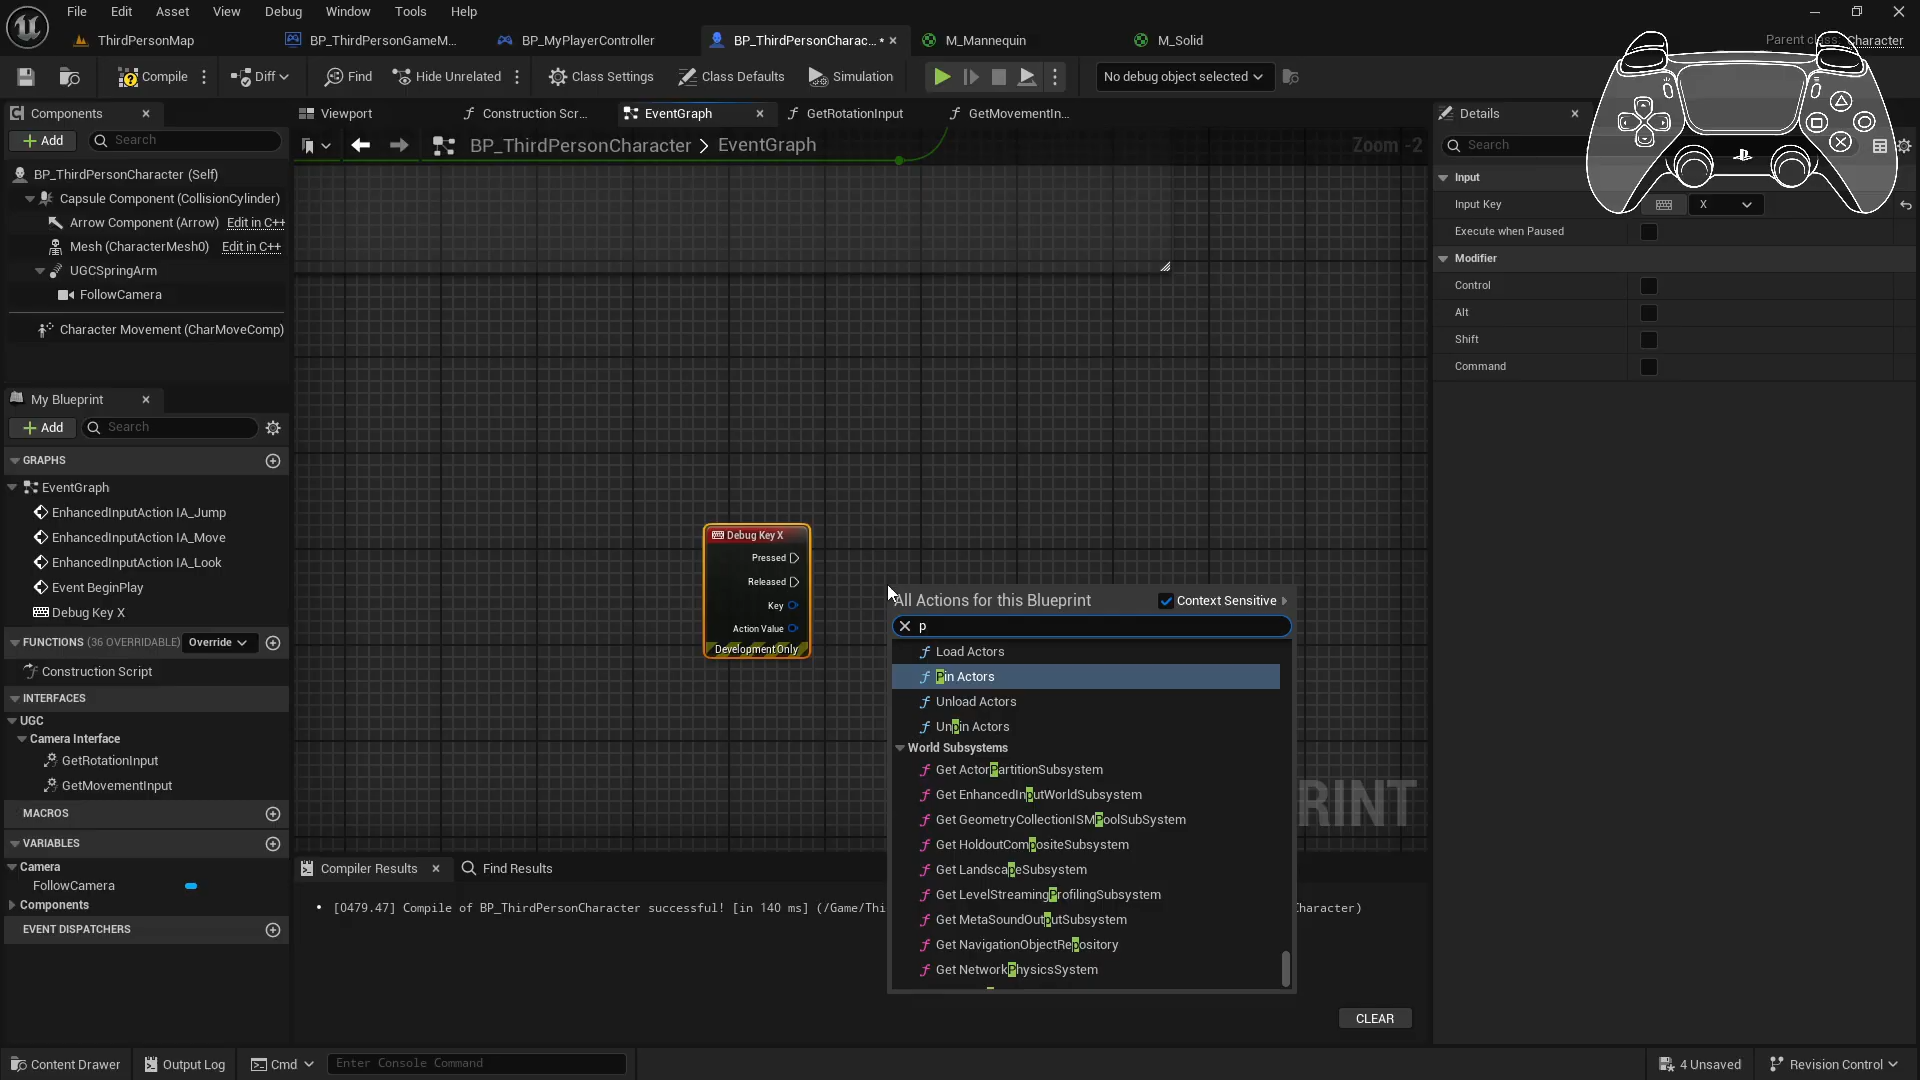 File Edit Asset View Debug Window Tools Help
ThirdPersonMap BP_ThirdPersonGameM... BP_MyPlayerController BP_ThirdPersonCharac...• M_Mannequin M_Solid
Character
Compile Diff Find Hide Unrelated Class Settings Class Defaults Simulation No debug object selected
Components
Add Search
BP_ThirdPersonCharacter (Self)
Capsule Component (CollisionCylinder)
Arrow Component (Arrow) Edit in C++
Mesh (CharacterMesh0) Edit in C++
UGCSpringArm
FollowCamera
Character Movement (CharMoveComp)
My Blueprint
Add Search
GRAPHS
EventGraph
EnhancedInputAction IA_Jump
EnhancedInputAction IA_Move
EnhancedInputAction IA_Look
Event BeginPlay
Debug Key X
FUNCTIONS (36 OVERRIDABLE) Override
Construction Script
INTERFACES
UGC
Camera Interface
GetRotationInput
GetMovementInput
MACROS
VARIABLES
Camera
FollowCamera
Components
EVENT DISPATCHERS
Viewport Construction Scr... EventGraph GetRotationInput GetMovementIn...
BP_ThirdPersonCharacter > EventGraph Zoom -2
Debug Key X
Pressed
Released
Key
Action Value
Development Only
All Actions for this Blueprint Context Sensitive
p
Load Actors
Pin Actors
Unload Actors
Unpin Actors
World Subsystems
Get ActorPartitionSubsystem
Get EnhancedInputWorldSubsystem
Get GeometryCollectionISMPoolSubSystem
Get HoldoutCompositeSubsystem
Get LandscapeSubsystem
Get LevelStreamingProfilingSubsystem
Get MetaSoundOutputSubsystem
Get NavigationObjectRepository
Get NetworkPhysicsSystem
RINT
Compiler Results Find Results
[0479.47] Compile of BP_ThirdPersonCharacter successful! [in 140 ms] (/Game/Thi
Character)
CLEAR
Details
Search
Input
Input Key X
Execute when Paused
Modifier
Control
Alt
Shift
Command
Content Drawer Output Log Cmd Enter Console Command 4 Unsaved Revision Control